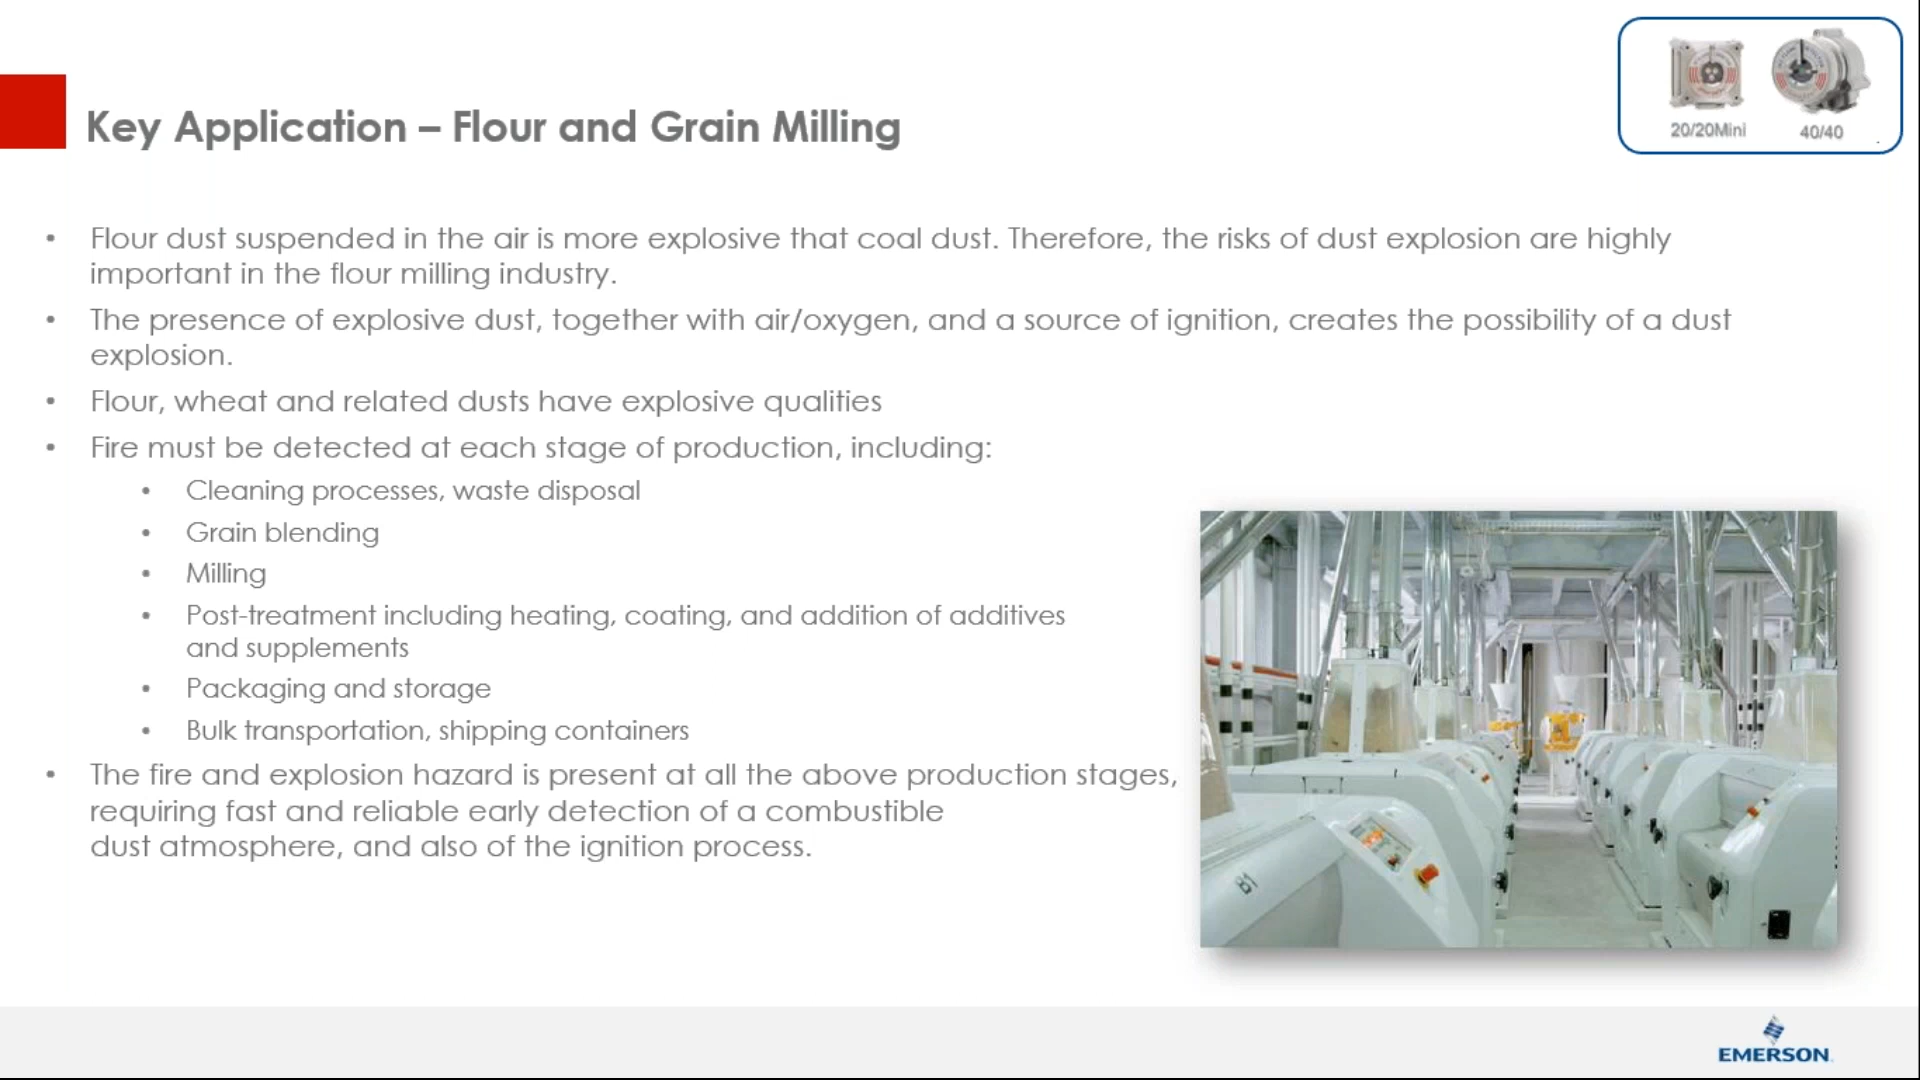 20/20Mini
40/40
Key Application – Flour and Grain Milling
• Flour dust suspended in the air is more explosive that coal dust. Therefore, the risks of dust explosion are highly
important in the flour milling industry.
• The presence of explosive dust, together with air/oxygen, and a source of ignition, creates the possibility of a dust
explosion.
• Flour, wheat and related dusts have explosive qualities
• Fire must be detected at each stage of production, including:
• Cleaning processes, waste disposal
• Grain blending
• Milling
• Post-treatment including heating, coating, and addition of additives
and supplements
• Packaging and storage
• Bulk transportation, shipping containers
• The fire and explosion hazard is present at all the above production stages,
requiring fast and reliable early detection of a combustible
dust atmosphere, and also of the ignition process.
EMERSON